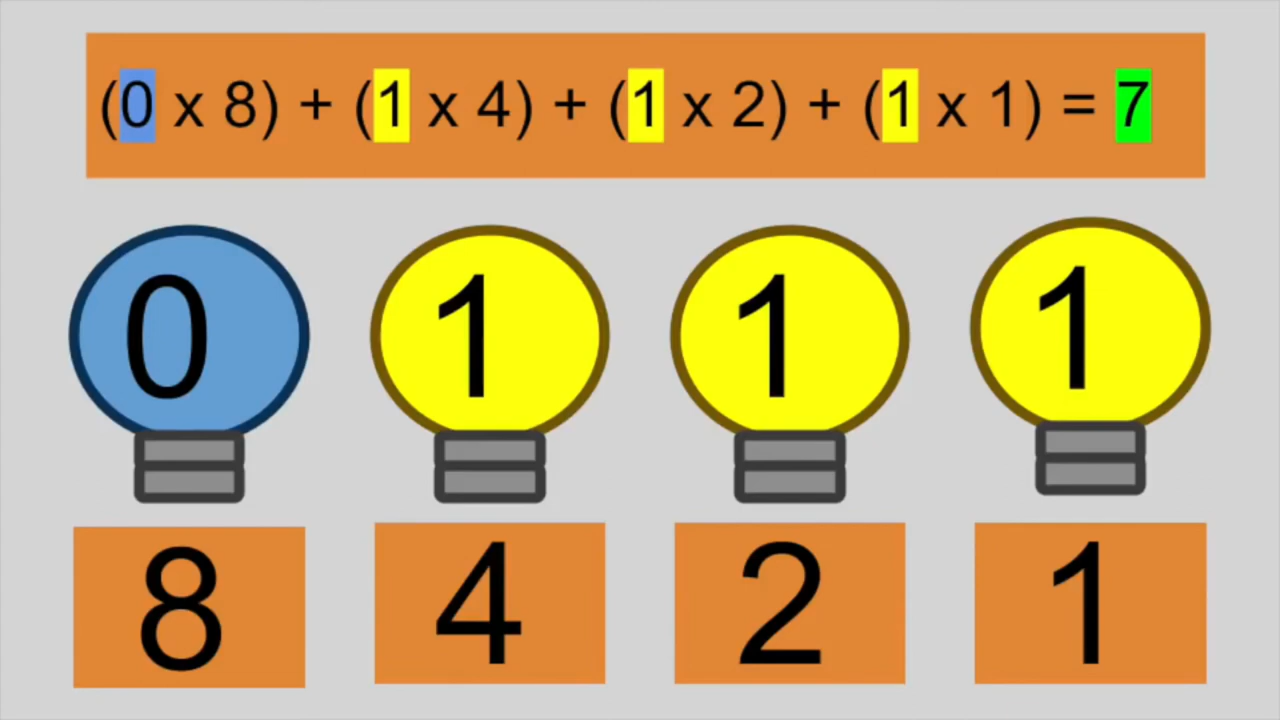 (0 x 8) + (1 x 4) + (1 x 2) + (1 x 1) = 7
0 1 1 1
8 4 2 1